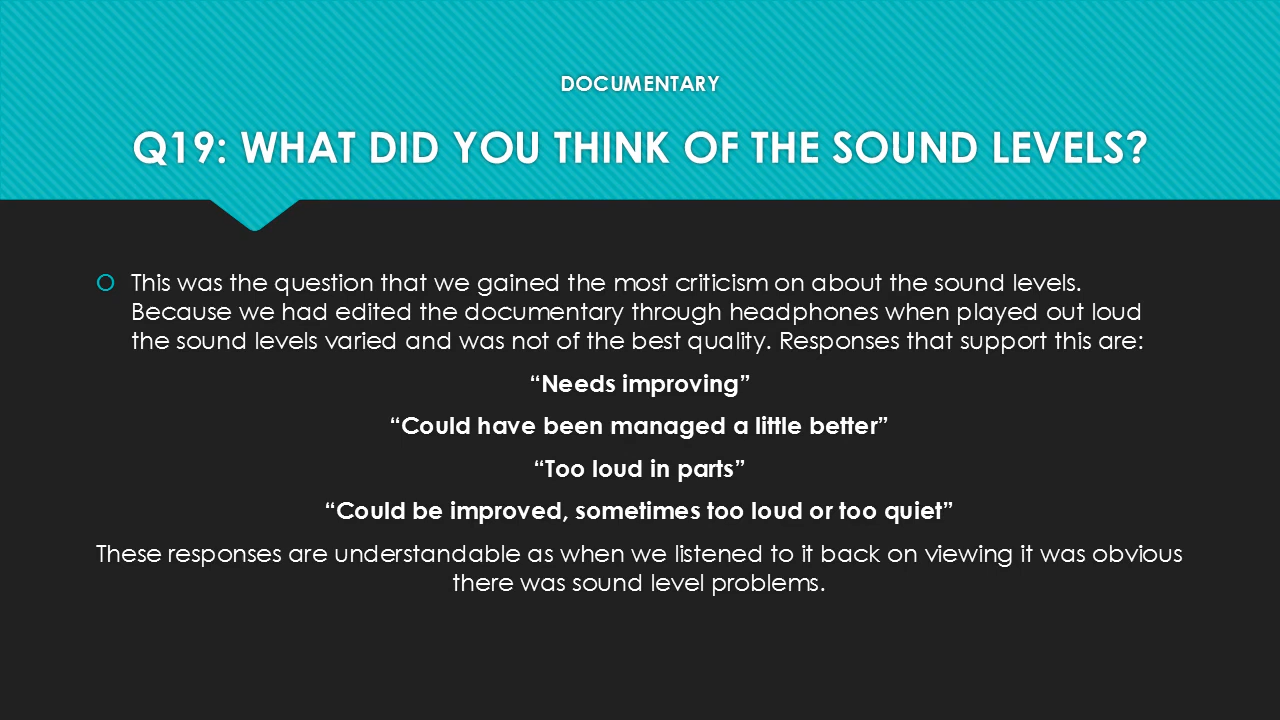 DOCUMENTARY
Q19: WHAT DID YOU THINK OF THE SOUND LEVELS?
This was the question that we gained the most criticism on about the sound levels.
Because we had edited the documentary through headphones when played out loud
the sound levels varied and was not of the best quality. Responses that support this are:
“Needs improving”
“Could have been managed a little better”
“Too loud in parts”
“Could be improved, sometimes too loud or too quiet”
These responses are understandable as when we listened to it back on viewing it was obvious
there was sound level problems.